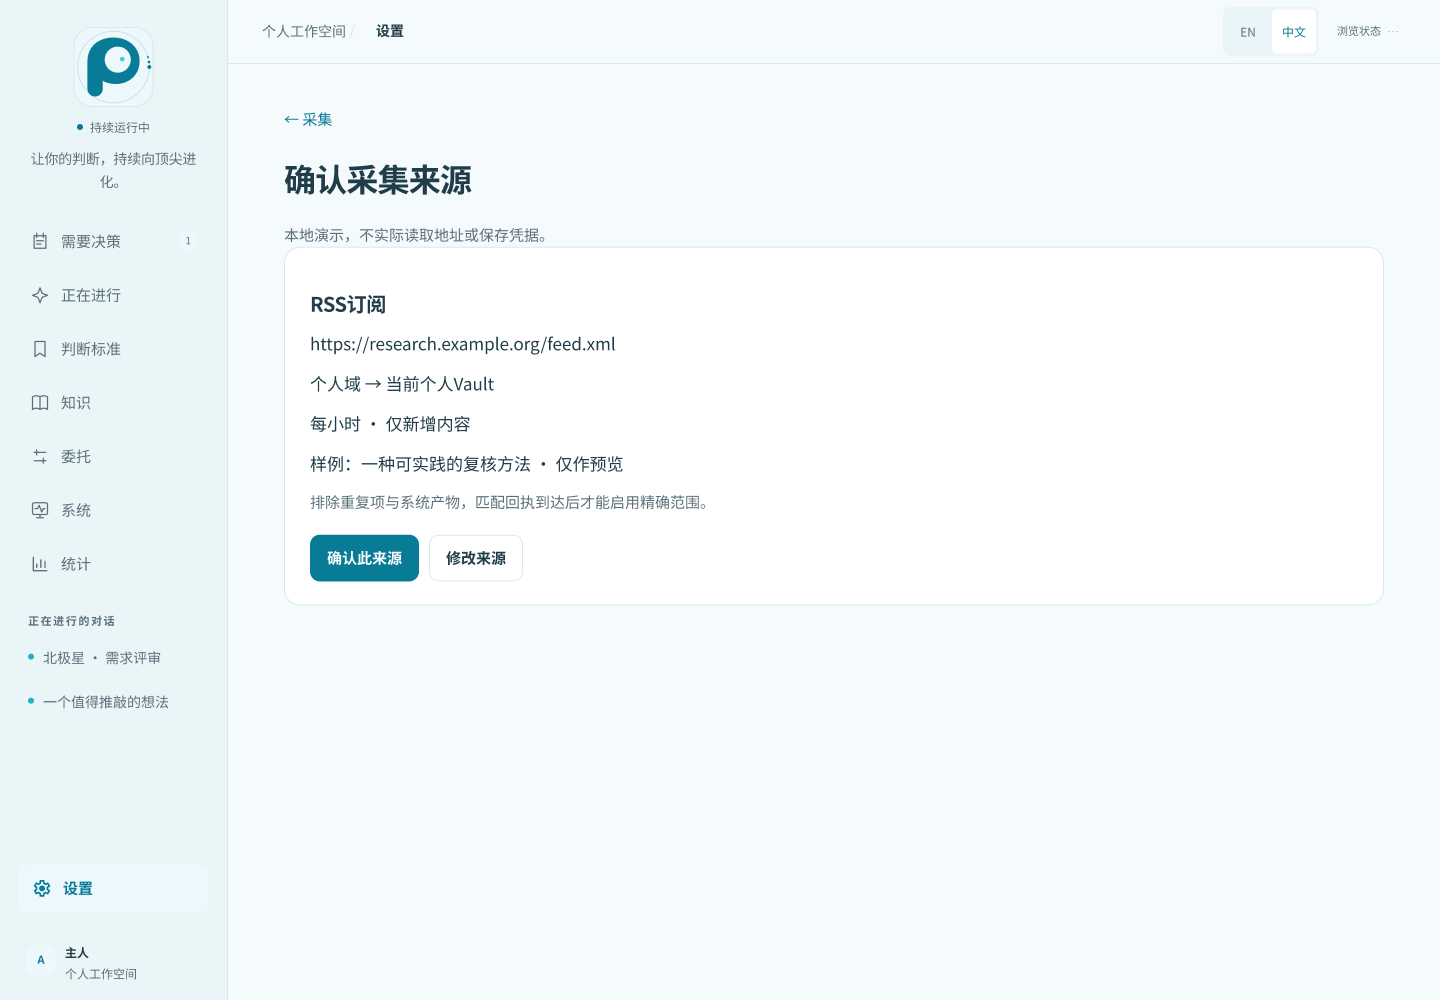 持续运行中
让你的判断，持续向顶尖进
化。
需要决策 1
正在进行
判断标准
知识
委托
系统
统计
正在进行的对话
北极星 · 需求评审
一个值得推敲的想法
设置
A
主人
个人工作空间
个人工作空间 / 设置
EN 中文 浏览状态 ···
← 采集
确认采集来源
本地演示，不实际读取地址或保存凭据。
RSS订阅
https://research.example.org/feed.xml
个人域 → 当前个人Vault
每小时 · 仅新增内容
样例：一种可实践的复核方法 · 仅作预览
排除重复项与系统产物，匹配回执到达后才能启用精确范围。
确认此来源 修改来源